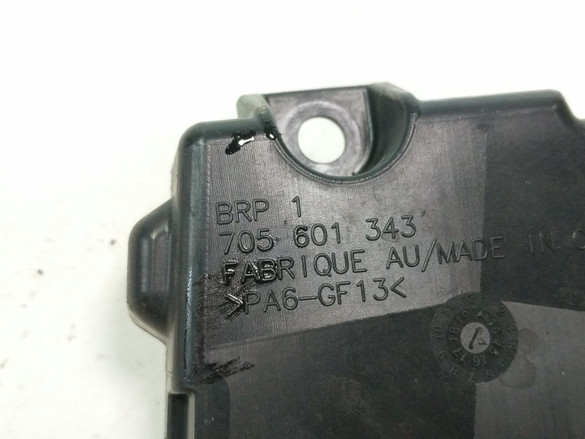 BRP 1
705 601 343
FABRIQUE AU/MADE IN
>PA6-GF13<